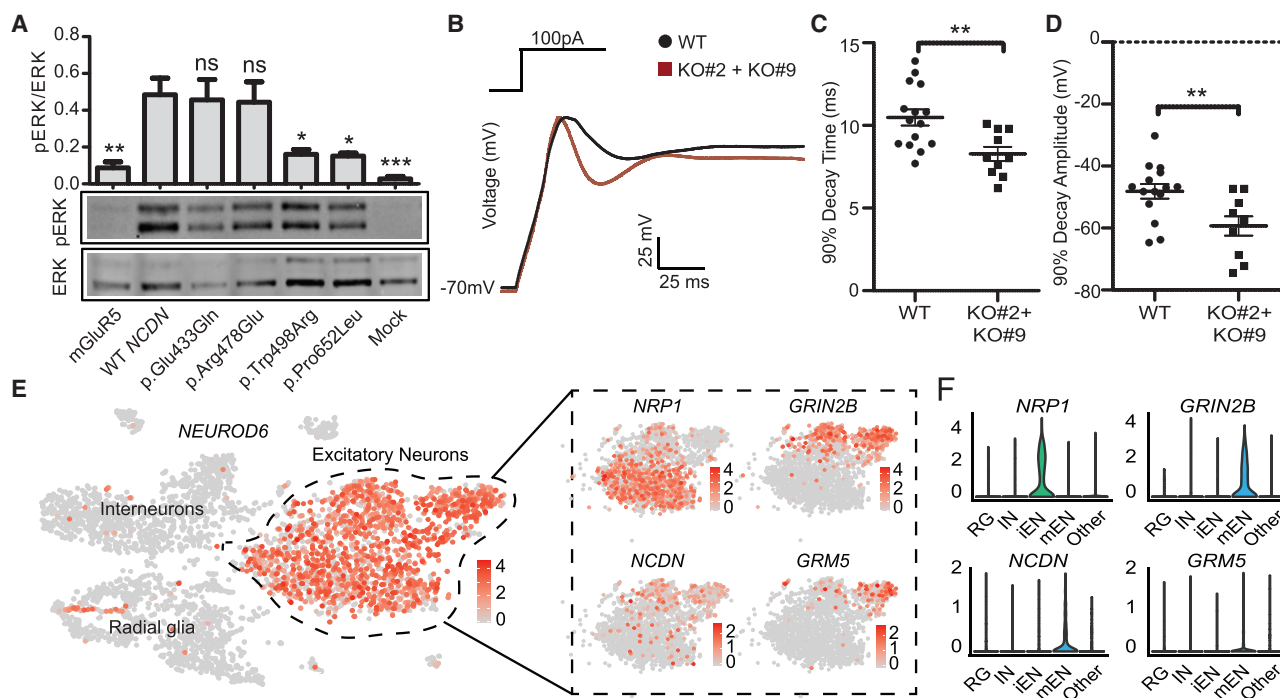 A
pERK/ERK
0.8
0.6
0.4
0.2
0.0
**
ns
ns
*
*
***
pERK
ERK
mGluR5
WT NCDN
p.Glu433Gln
p.Arg478Glu
p.Trp498Arg
p.Pro652Leu
Mock
B
100pA
WT
KO#2 + KO#9
Voltage (mV)
-70mV
25 mV
25 ms
C
90% Decay Time (ms)
15
10
5
0
**
WT
KO#2+
KO#9
D
90% Decay Amplitude (mV)
0
-20
-40
-60
-80
**
WT
KO#2+
KO#9
E
NEUROD6
Excitatory Neurons
Interneurons
Radial glia
4
2
0
NRP1
4
2
0
GRIN2B
4
2
0
NCDN
2
1
0
GRM5
2
1
0
F
NRP1
4
2
0
RG
IN
iEN
mEN
Other
GRIN2B
4
2
0
RG
IN
iEN
mEN
Other
NCDN
2
1
0
RG
IN
iEN
mEN
Other
GRM5
2
1
0
RG
IN
iEN
mEN
Other